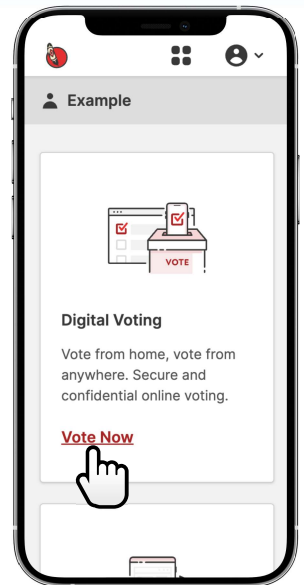 Example
VOTE
Digital Voting
Vote from home, vote from
anywhere. Secure and
confidential online voting.
Vote Now